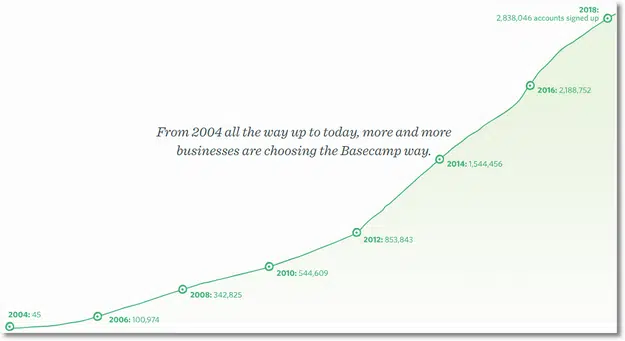 2018:
2,838,046 accounts signed up
2016: 2,188,752
From 2004 all the way up to today, more and more
businesses are choosing the Basecamp way.
2014: 1,544,456
2012: 853,843
2010: 544,609
2008: 342,825
2004: 45
2006: 100,974